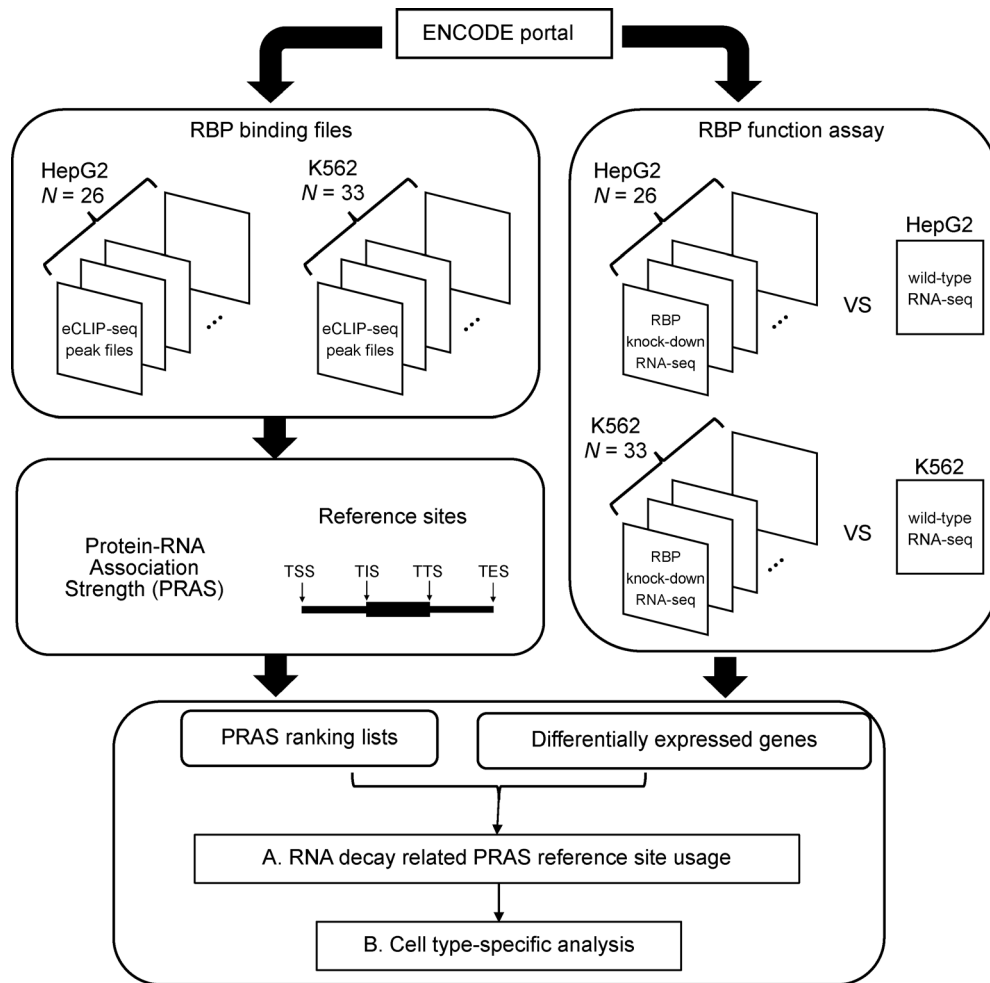 ENCODE portal
RBP binding files
HepG2
N = 26
eCLIP-seq
peak files
...
K562
N = 33
eCLIP-seq
peak files
...
RBP function assay
HepG2
N = 26
RBP
knock-down
RNA-seq
...
VS
HepG2
wild-type
RNA-seq
K562
N = 33
RBP
knock-down
RNA-seq
...
VS
K562
wild-type
RNA-seq
Protein-RNA
Association
Strength (PRAS)
Reference sites
TSS TIS TTS TES
PRAS ranking lists
Differentially expressed genes
A. RNA decay related PRAS reference site usage
B. Cell type-specific analysis